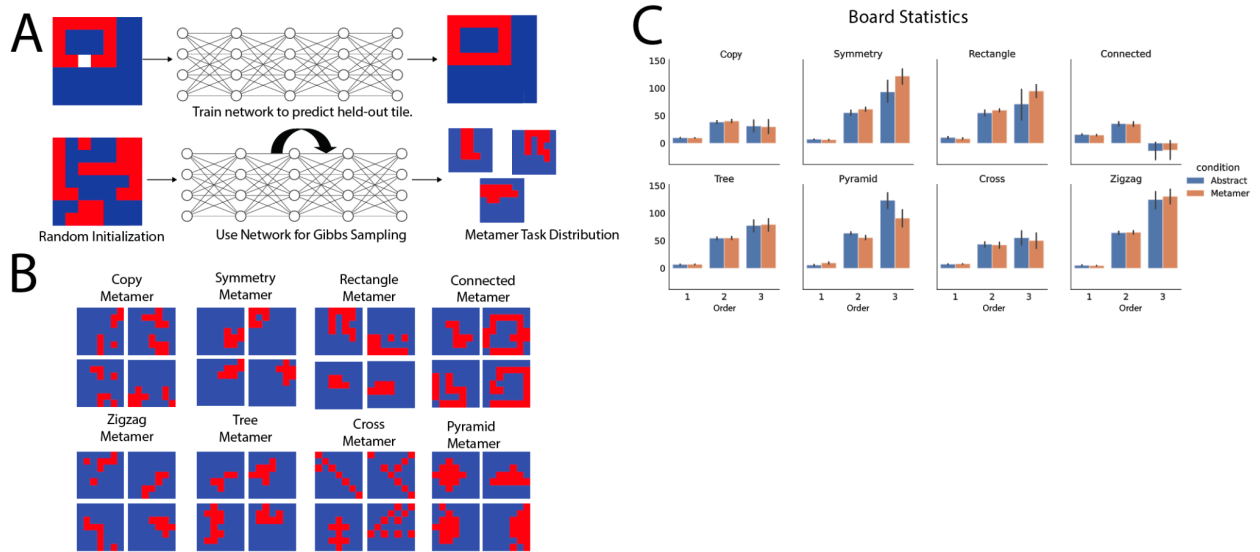 A
Train network to predict held-out tile.
Random Initialization
Use Network for Gibbs Sampling
Metamer Task Distribution
B
Copy
Metamer
Symmetry
Metamer
Rectangle
Metamer
Connected
Metamer
Zigzag
Metamer
Tree
Metamer
Cross
Metamer
Pyramid
Metamer
C
Board Statistics
Copy
Symmetry
Rectangle
Connected
150
100
50
0
Tree
Pyramid
Cross
Zigzag
150
100
50
0
1 2 3
Order
1 2 3
Order
1 2 3
Order
1 2 3
Order
condition
Abstract
Metamer